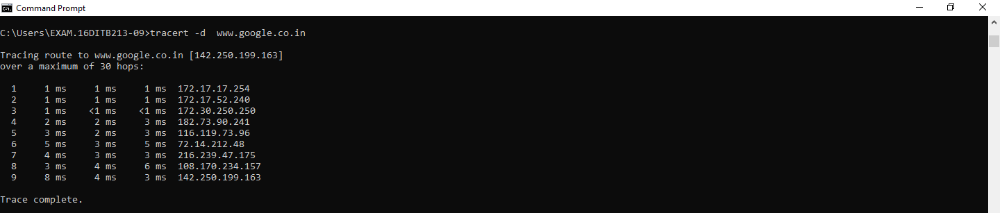 Command Prompt
C:\Users\EXAM.16DITB213-09>tracert -d  www.google.co.in
Tracing route to www.google.co.in [142.250.199.163]
over a maximum of 30 hops:
  1     1 ms     1 ms     1 ms  172.17.17.254
  2     1 ms     1 ms     1 ms  172.17.52.240
  3     1 ms    <1 ms    <1 ms  172.30.250.250
  4     2 ms     2 ms     3 ms  182.73.90.241
  5     3 ms     2 ms     3 ms  116.119.73.96
  6     5 ms     3 ms     5 ms  72.14.212.48
  7     4 ms     3 ms     3 ms  216.239.47.175
  8     3 ms     4 ms     6 ms  108.170.234.157
  9     8 ms     4 ms     3 ms  142.250.199.163
Trace complete.